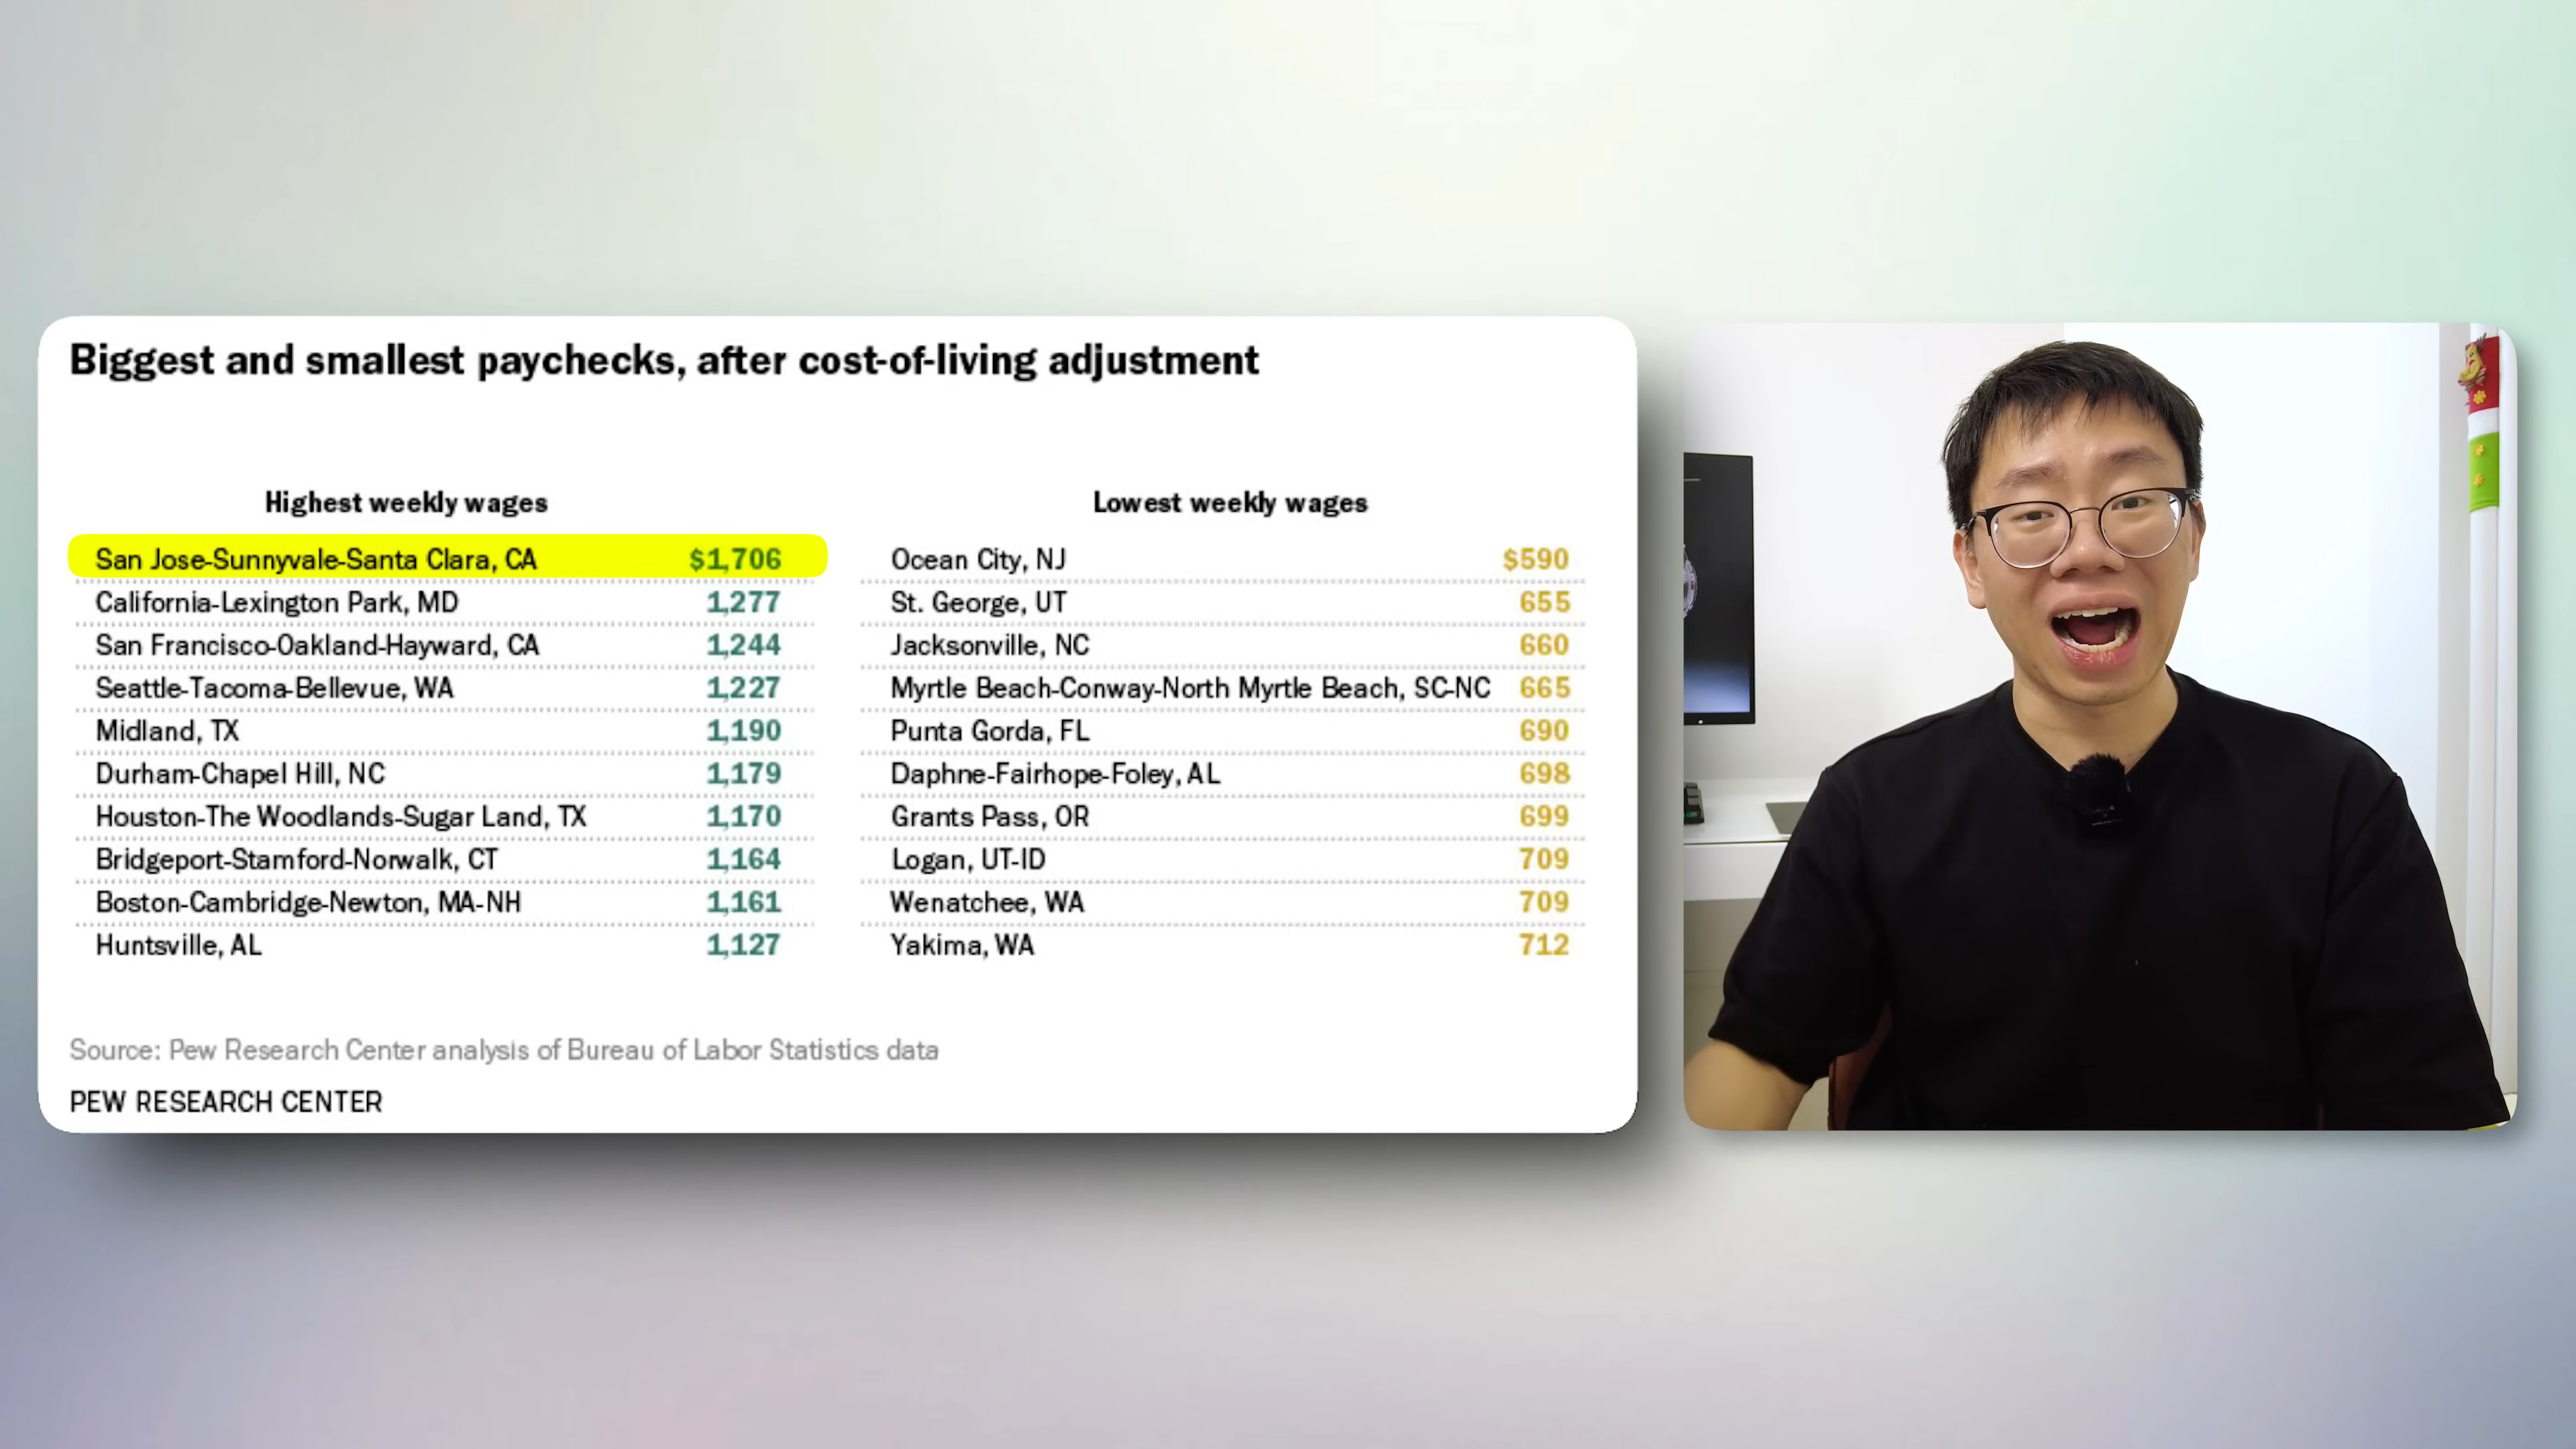 Biggest and smallest paychecks, after cost-of-living adjustment
Highest weekly wages
San Jose-Sunnyvale-Santa Clara, CA $1,706
California-Lexington Park, MD 1,277
San Francisco-Oakland-Hayward, CA 1,244
Seattle-Tacoma-Bellevue, WA 1,227
Midland, TX 1,190
Durham-Chapel Hill, NC 1,179
Houston-The Woodlands-Sugar Land, TX 1,170
Bridgeport-Stamford-Norwalk, CT 1,164
Boston-Cambridge-Newton, MA-NH 1,161
Huntsville, AL 1,127
Lowest weekly wages
Ocean City, NJ $590
St. George, UT 655
Jacksonville, NC 660
Myrtle Beach-Conway-North Myrtle Beach, SC-NC 665
Punta Gorda, FL 690
Daphne-Fairhope-Foley, AL 698
Grants Pass, OR 699
Logan, UT-ID 709
Wenatchee, WA 709
Yakima, WA 712
Source: Pew Research Center analysis of Bureau of Labor Statistics data
PEW RESEARCH CENTER